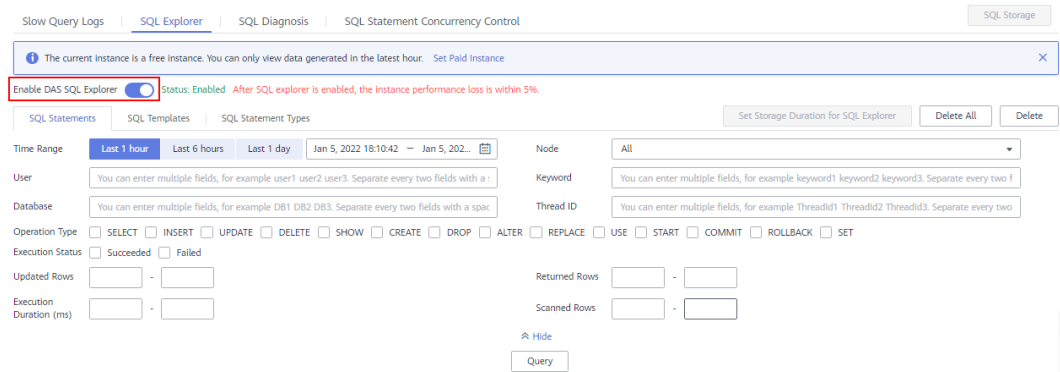 Slow Query Logs SQL Explorer SQL Diagnosis SQL Statement Concurrency Control SQL Storage
The current instance is a free instance. You can only view data generated in the latest hour. Set Paid Instance
Enable DAS SQL Explorer Status: Enabled After SQL explorer is enabled, the instance performance loss is within 5%.
SQL Statements SQL Templates SQL Statement Types Set Storage Duration for SQL Explorer Delete All Delete
Time Range Last 1 hour Last 6 hours Last 1 day Jan 5, 2022 18:10:42 — Jan 5, 202... Node All
User You can enter multiple fields, for example user1 user2 user3. Separate every two fields with a s Keyword You can enter multiple fields, for example keyword1 keyword2 keyword3. Separate every two f
Database You can enter multiple fields, for example DB1 DB2 DB3. Separate every two fields with a spac Thread ID You can enter multiple fields, for example ThreadId1 ThreadId2 ThreadId3. Separate every two
Operation Type SELECT INSERT UPDATE DELETE SHOW CREATE DROP ALTER REPLACE USE START COMMIT ROLLBACK SET
Execution Status Succeeded Failed
Updated Rows - Returned Rows -
Execution
Duration (ms) - Scanned Rows -
Hide
Query